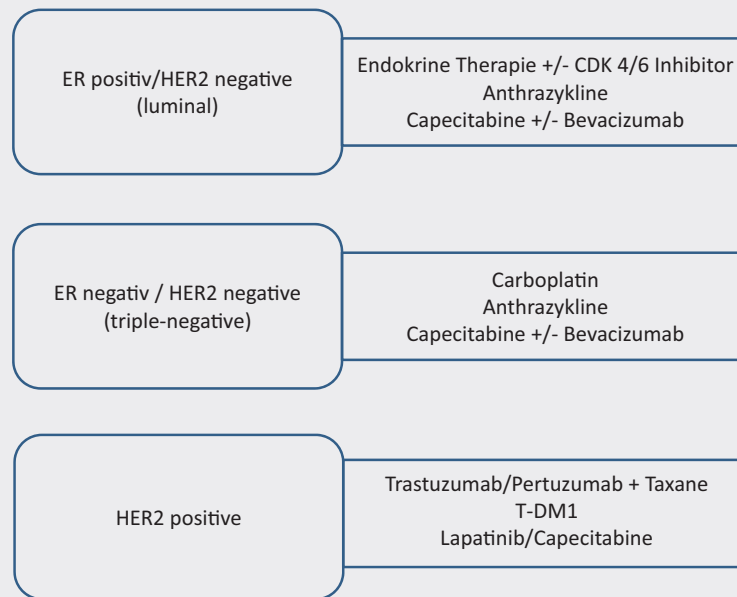 ER positiv/HER2 negative
(luminal)
Endokrine Therapie +/- CDK 4/6 Inhibitor
Anthrazykline
Capecitabine +/- Bevacizumab
ER negativ / HER2 negative
(triple-negative)
Carboplatin
Anthrazykline
Capecitabine +/- Bevacizumab
HER2 positive
Trastuzumab/Pertuzumab + Taxane
T-DM1
Lapatinib/Capecitabine